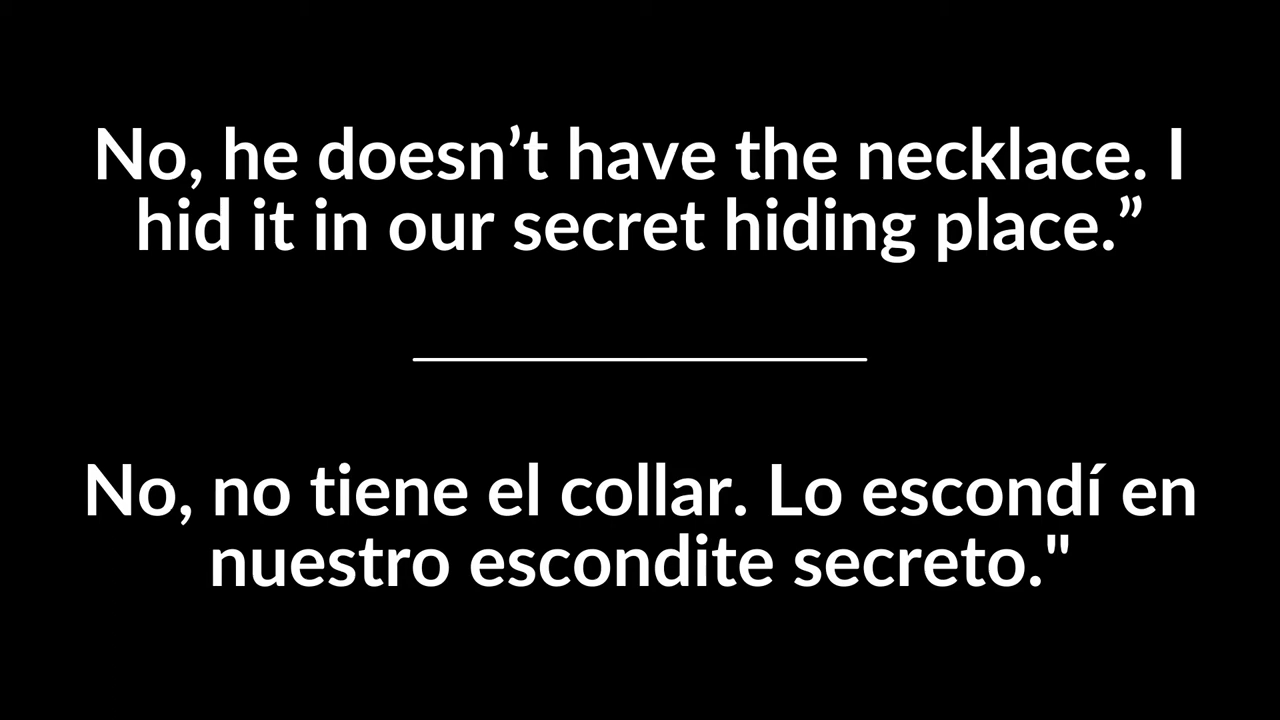 No, he doesn’t have the necklace. I
hid it in our secret hiding place.”
No, no tiene el collar. Lo escondí en
nuestro escondite secreto."